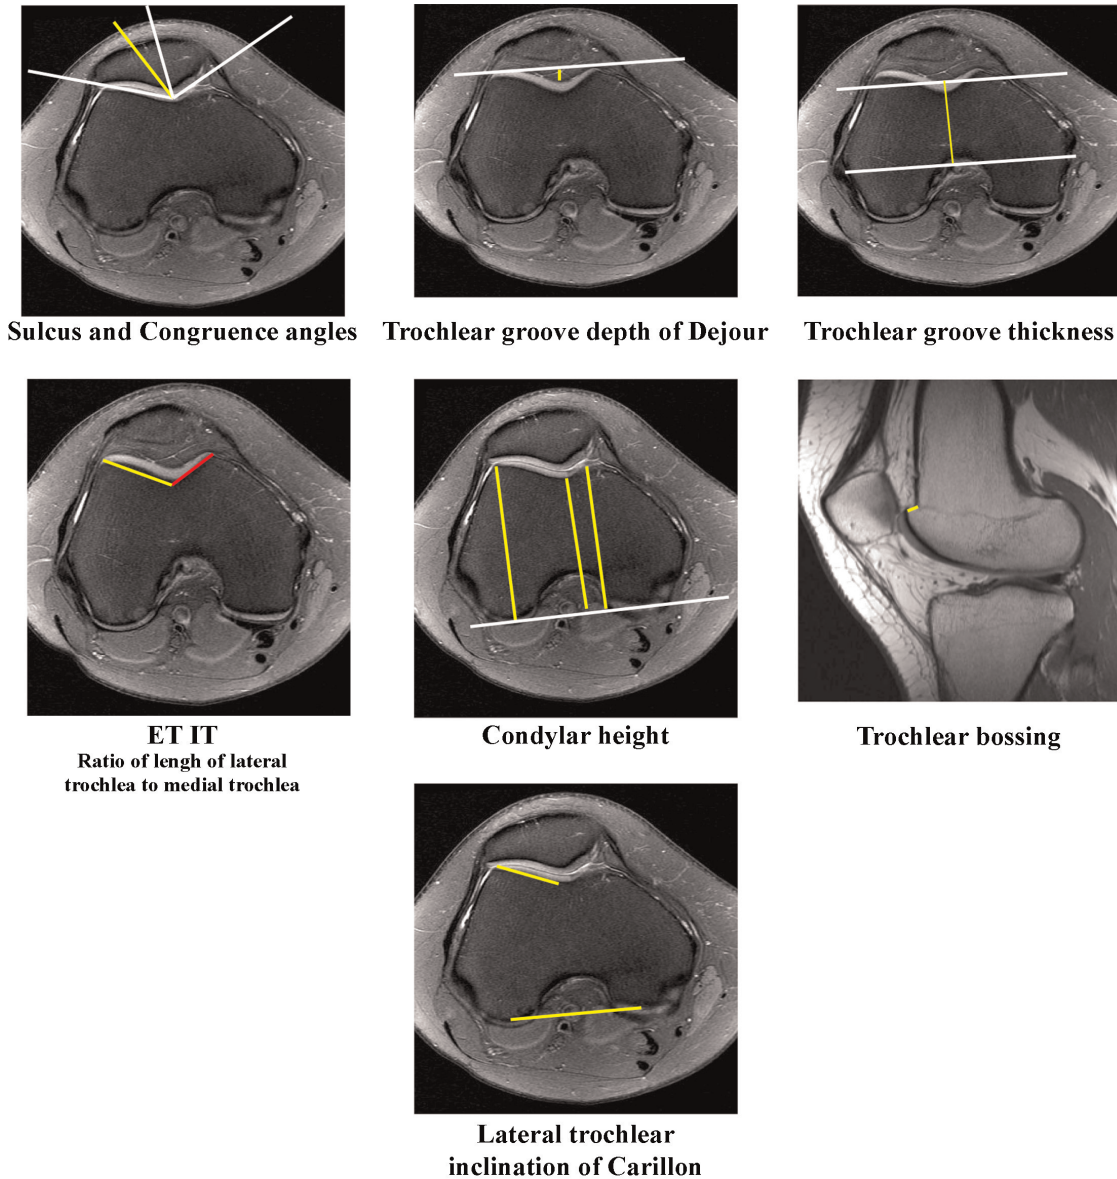 Sulcus and Congruence angles
Trochlear groove depth of Dejour
Trochlear groove thickness
ET IT
Ratio of lengh of lateral
trochlea to medial trochlea
Condylar height
Trochlear bossing
Lateral trochlear
inclination of Carillon